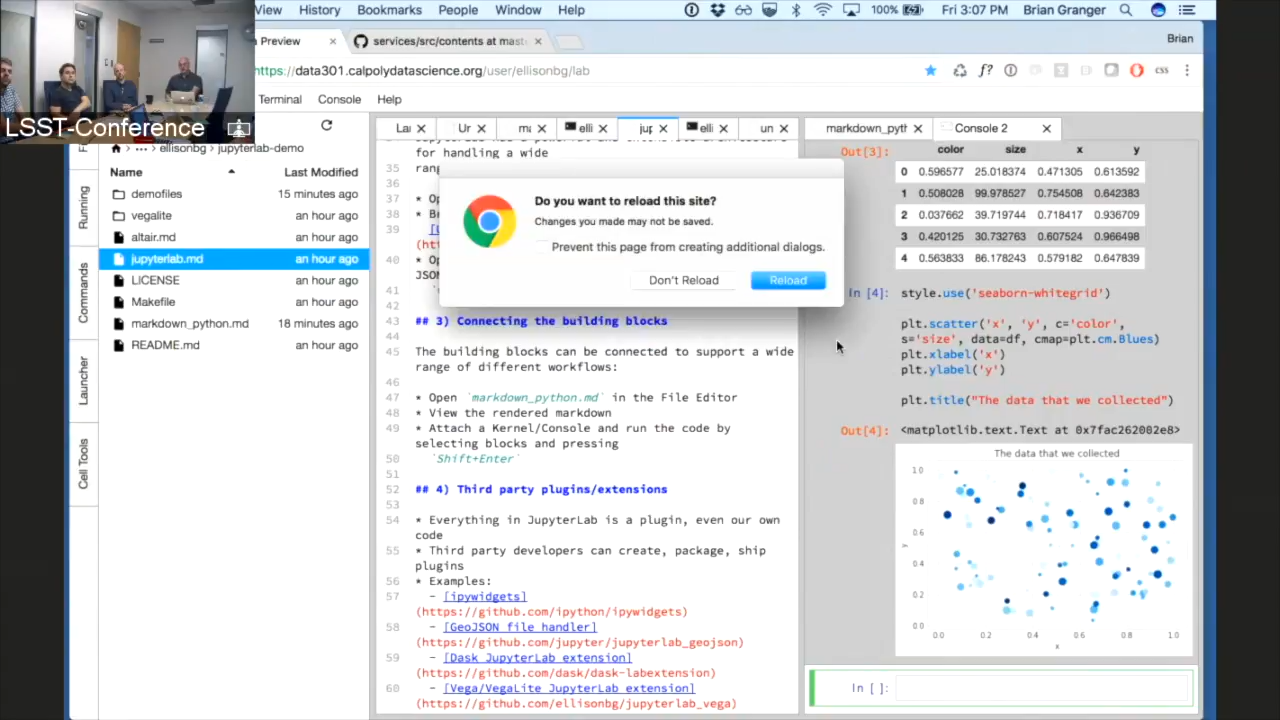 View History Bookmarks People Window Help 100% Fri 3:07 PM Brian Granger
Preview services/src/contents at mast
Brian
https://data301.calpolydatascience.org/user/ellisonbg/lab
Terminal Console Help
LSST-Conference
ellisonbg jupyterlab-demo
Name Last Modified
demofiles 15 minutes ago
vegalite an hour ago
altair.md an hour ago
jupyterlab.md an hour ago
LICENSE an hour ago
Makefile an hour ago
markdown_python.md 18 minutes ago
README.md an hour ago
Running
Commands
Launcher
Cell Tools
Lau Un ma elli jup elli un
for handling a wide
35
36
37 * Op
38 * Br
39
40 * Op
JSON
41
42
43 ## 3) Connecting the building blocks
44
45 The building blocks can be connected to support a wide
range of different workflows:
46
47 * Open `markdown_python.md` in the File Editor
48 * View the rendered markdown
49 * Attach a Kernel/Console and run the code by
selecting blocks and pressing
50 `Shift+Enter`
51
52 ## 4) Third party plugins/extensions
53
54 * Everything in JupyterLab is a plugin, even our own
code
55 * Third party developers can create, package, ship
plugins
56 * Examples:
57 - [ipywidgets]
(https://github.com/ipython/ipywidgets)
58 - [GeoJSON file handler]
(https://github.com/jupyter/jupyterlab_geojson)
59 - [Dask JupyterLab extension]
(https://github.com/dask/dask-labextension)
60 - [Vega/VegaLite JupyterLab extension]
(https://github.com/ellisonbg/jupyterlab_vega)
Do you want to reload this site?
Changes you made may not be saved.
Prevent this page from creating additional dialogs.
Don't Reload Reload
markdown_pyth Console 2
Out[3]: color size x y
0 0.596577 25.018374 0.471305 0.613592
1 0.508028 99.978527 0.754508 0.642383
2 0.037662 39.719744 0.718417 0.936709
3 0.420125 30.732763 0.607524 0.966498
4 0.563833 86.178243 0.579182 0.647839
In [4]: style.use('seaborn-whitegrid')
plt.scatter('x', 'y', c='color',
s='size', data=df, cmap=plt.cm.Blues)
plt.xlabel('x')
plt.ylabel('y')
plt.title("The data that we collected")
Out[4]: <matplotlib.text.Text at 0x7fac262002e8>
The data that we collected
1.0
0.8
0.6
0.4
0.2
0.0
y
0.0 0.2 0.4 0.6 0.8 1.0
x
In [ ]: